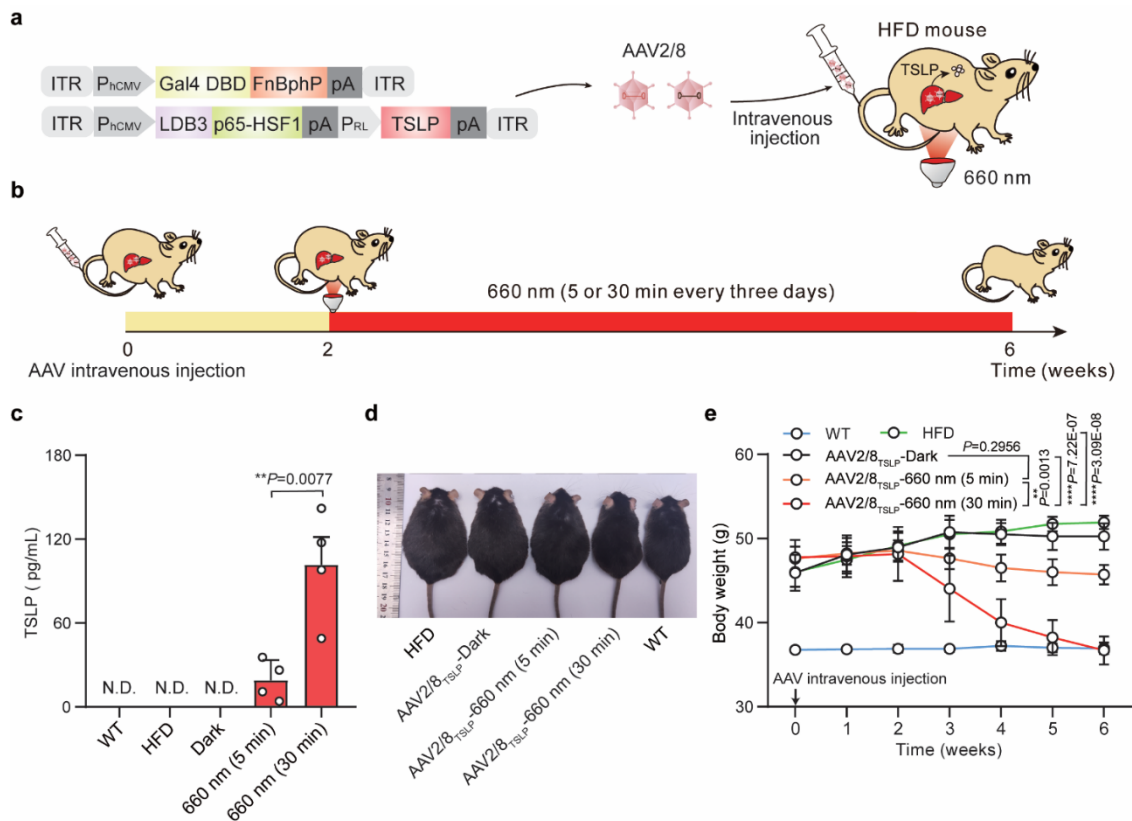 a
ITR PhCMV Gal4 DBD FnBphP pA ITR
ITR PhCMV LDB3 p65-HSF1 pA PRL TSLP pA ITR
AAV2/8
Intravenous
injection
HFD mouse
TSLP
660 nm
b
660 nm (5 or 30 min every three days)
0 2 6
AAV intravenous injection
Time (weeks)
c
TSLP ( pg/mL)
180
120
60
0
**P=0.0077
N.D. N.D. N.D.
WT
HFD
Dark
660 nm (5 min)
660 nm (30 min)
d
HFD
AAV2/8TSLP-Dark
AAV2/8TSLP-660 nm (5 min)
AAV2/8TSLP-660 nm (30 min)
WT
e
WT HFD
AAV2/8TSLP-Dark
AAV2/8TSLP-660 nm (5 min)
AAV2/8TSLP-660 nm (30 min)
P=0.2956
**
P=0.0013
****P=7.22E-07
****P=3.09E-08
Body weight (g)
60
50
40
30
AAV intravenous injection
0 1 2 3 4 5 6
Time (weeks)